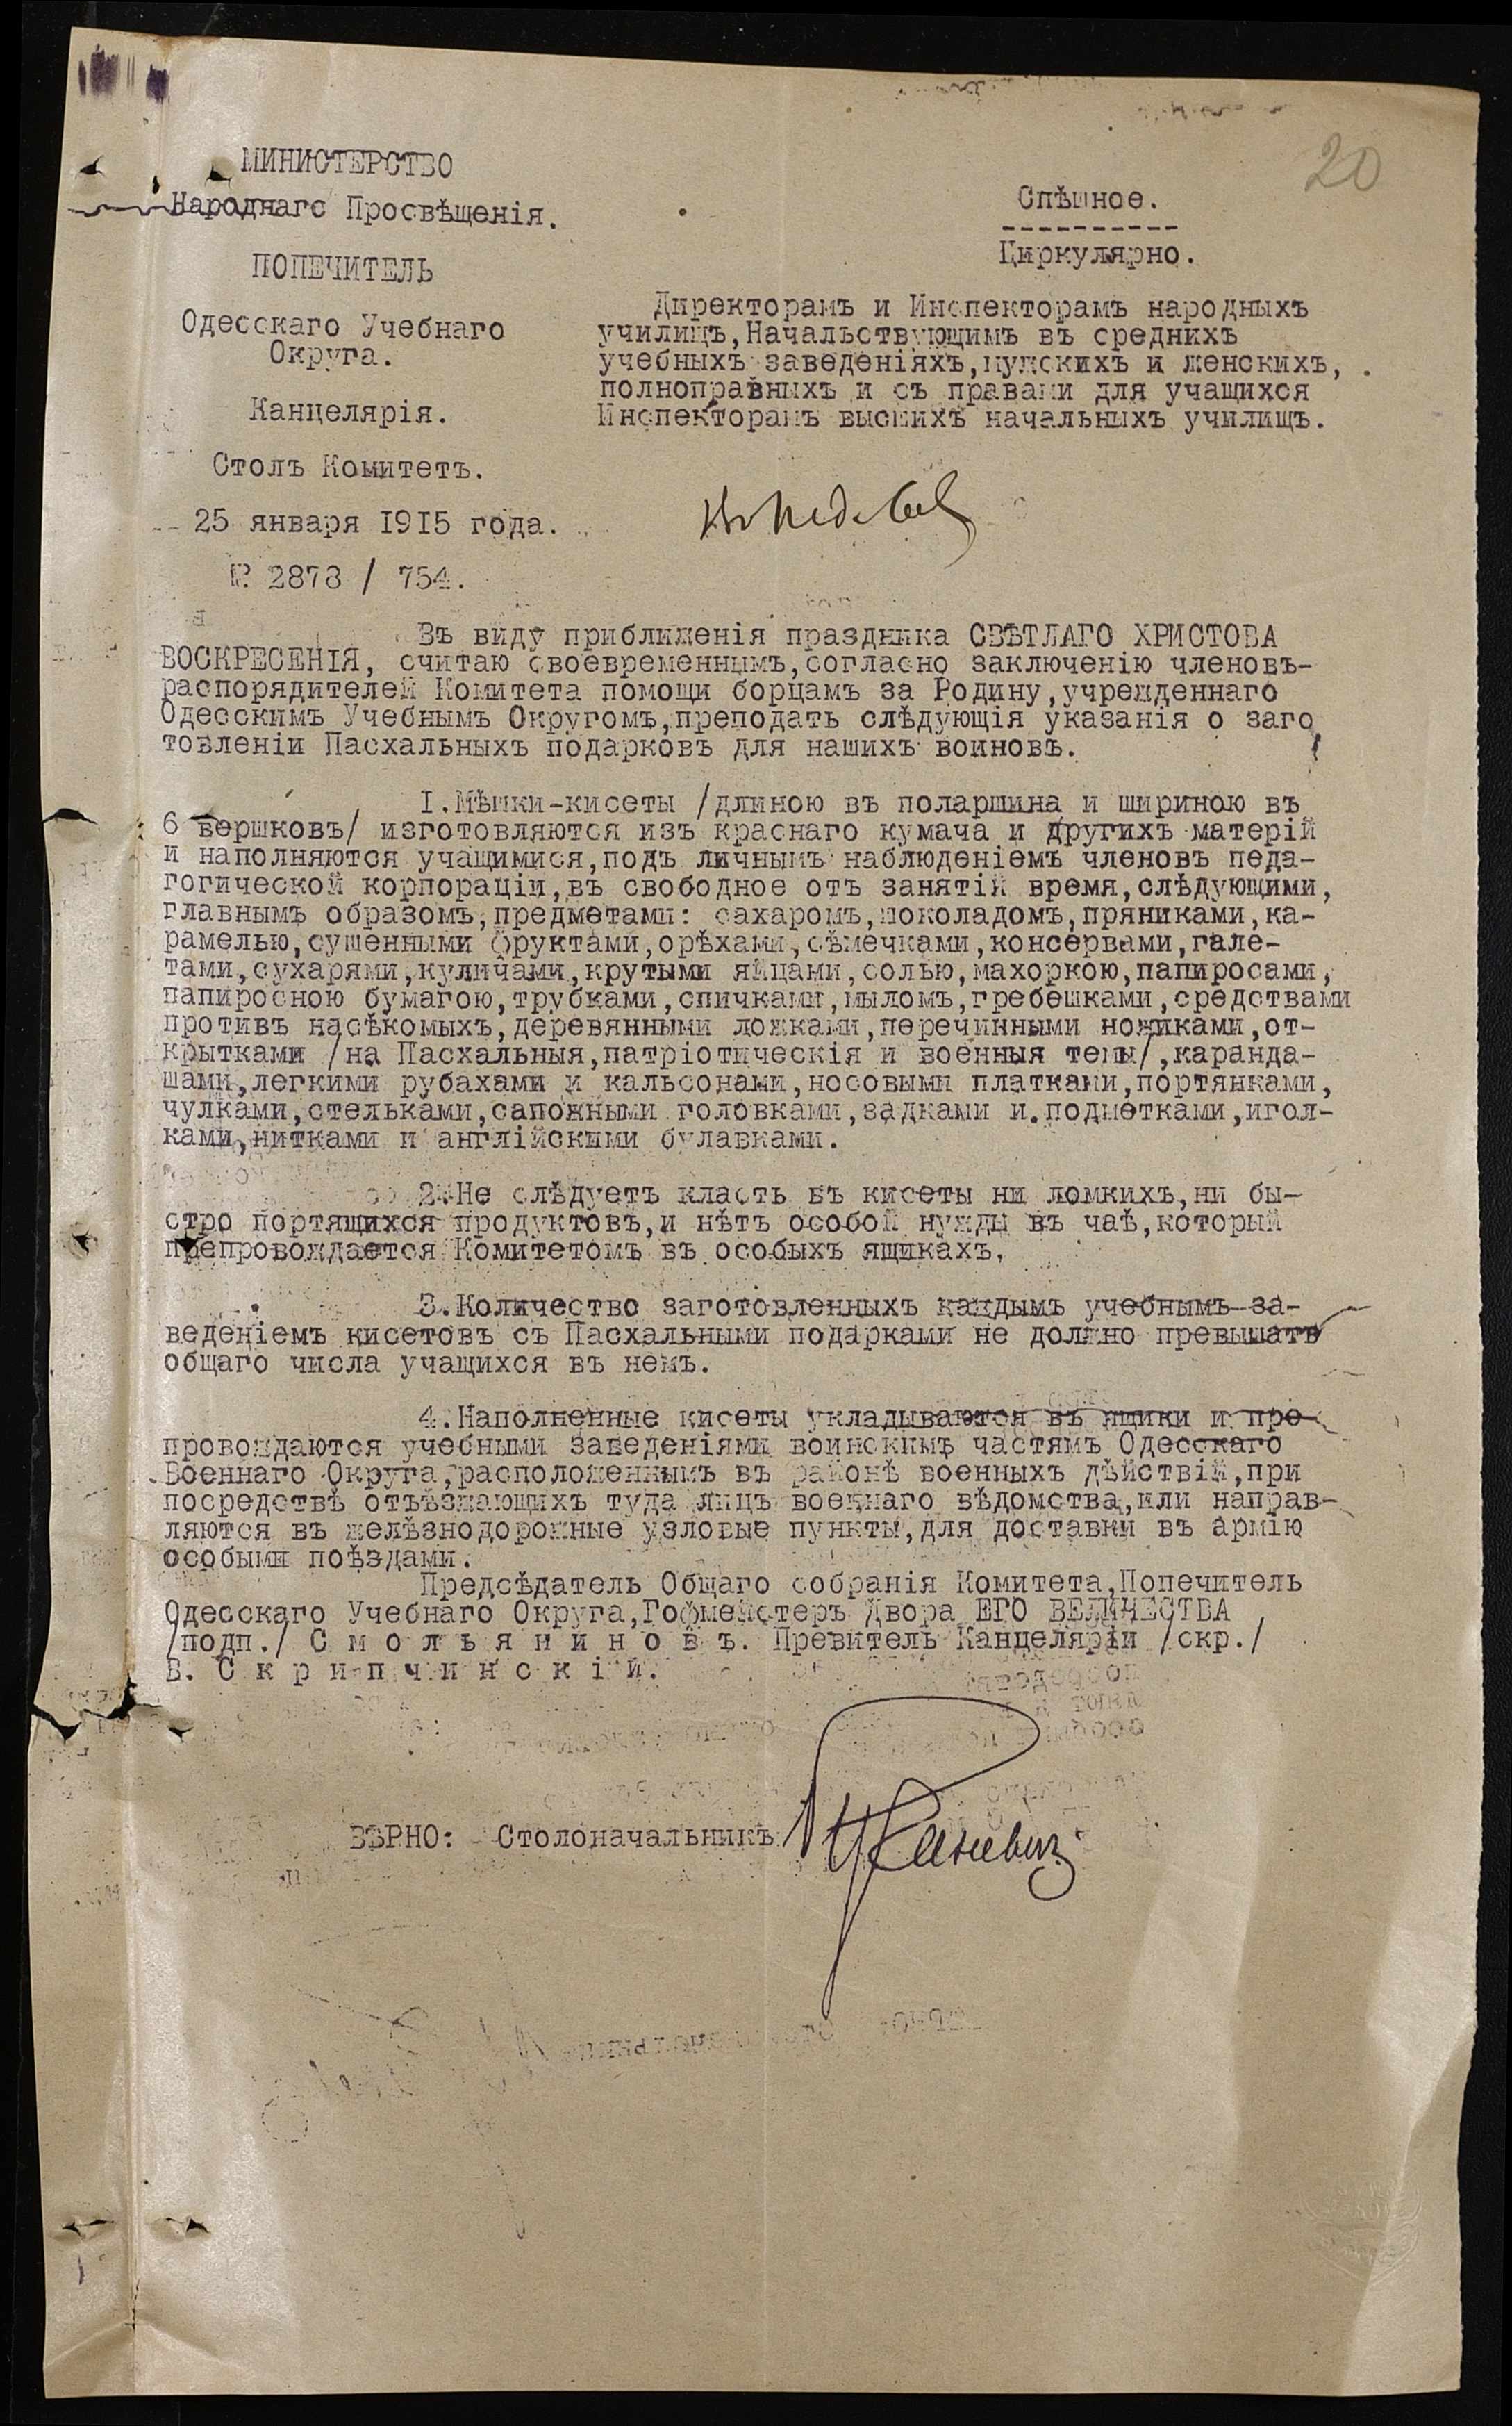 20
МИНИСТЕРСТВО
Народнаго Просвѣщенія.
ПОПЕЧИТЕЛЬ
Одесскаго Учебнаго
Округа.
Канцелярія.
Столъ Комитетъ.
25 января 1915 года.
№ 2873 / 754.
Спѣшное.
Циркулярно.
Директорамъ и Инспекторамъ народныхъ
училищъ,Начальствующимъ въ среднихъ
учебныхъ заведеніяхъ,мужскихъ и женскихъ,
полноправныхъ и съ правами для учащихся
Инспекторамъ высшихъ начальныхъ училищъ.
Въ виду приближенія праздника СВѢТЛАГО ХРИСТОВА
ВОСКРЕСЕНІЯ, считаю своевременнымъ,согласно заключенію членовъ-
распорядителей Комитета помощи борцамъ за Родину,учрежденнаго
Одесскимъ Учебнымъ Округомъ,преподать слѣдующія указанія о заго
товленіи Пасхальныхъ подарковъ для нашихъ воиновъ.
1.Мѣшки-кисеты /длиною въ поларшина и шириною въ
6 вершковъ/ изготовляются изъ краснаго кумача и другихъ матерій
и наполняются учащимися,подъ личнымъ наблюденіемъ членовъ педа-
гогической корпораціи,въ свободное отъ занятій время,слѣдующими,
главнымъ образомъ,предметами: сахаромъ,шоколадомъ,пряниками,ка-
рамелью,сушенными фруктами,орѣхами,сѣмечками,консервами,гале-
тами,сухарями,куличами,крутыми яйцами,солью,махоркою,папиросами,
папиросною бумагою,трубками,спичками,мыломъ,гребешками,средствами
противъ насѣкомыхъ,деревянными ложками,перечинными ножиками,от-
крытками /на Пасхальныя,патріотическія и военныя темы/,каранда-
шами,легкими рубахами и кальсонами,носовыми платками,портянками,
чулками,стельками,сапожными головками,задками и.подметками,игол-
ками,нитками и англійскими булавками.
2.Не слѣдуетъ класть въ кисеты ни ломкихъ,ни бы-
стро портящихся продуктовъ,и нѣтъ особой нужды въ чаѣ,который
препровождается Комитетомъ въ особыхъ ящикахъ.
3.Количество заготовленныхъ каждымъ учебнымъ за-
веденіемъ кисетовъ съ Пасхальными подарками не должно превышать
общаго числа учащихся въ немъ.
4.Наполненные кисеты укладываются въ ящики и пре-
провождаются учебными заведеніями воинскимъ частямъ Одесскаго
Военнаго Округа,расположеннымъ въ районѣ военныхъ дѣйствій,при
посредствѣ отъѣзжающихъ туда лицъ военнаго вѣдомства,или направ-
ляются въ желѣзнодорожные узловые пункты,для доставки въ армію
особыми поѣздами.
Предсѣдатель Общаго собранія Комитета,Попечитель
Одесскаго Учебнаго Округа,Гофмейстеръ Двора ЕГО ВЕЛИЧЕСТВА
/подп./ С м о л ь я н и н о в ъ. Превитель Канцеляріи /скр./
В. С к р и п ч и н с к і й.
ВѢРНО: Столоначальникъ